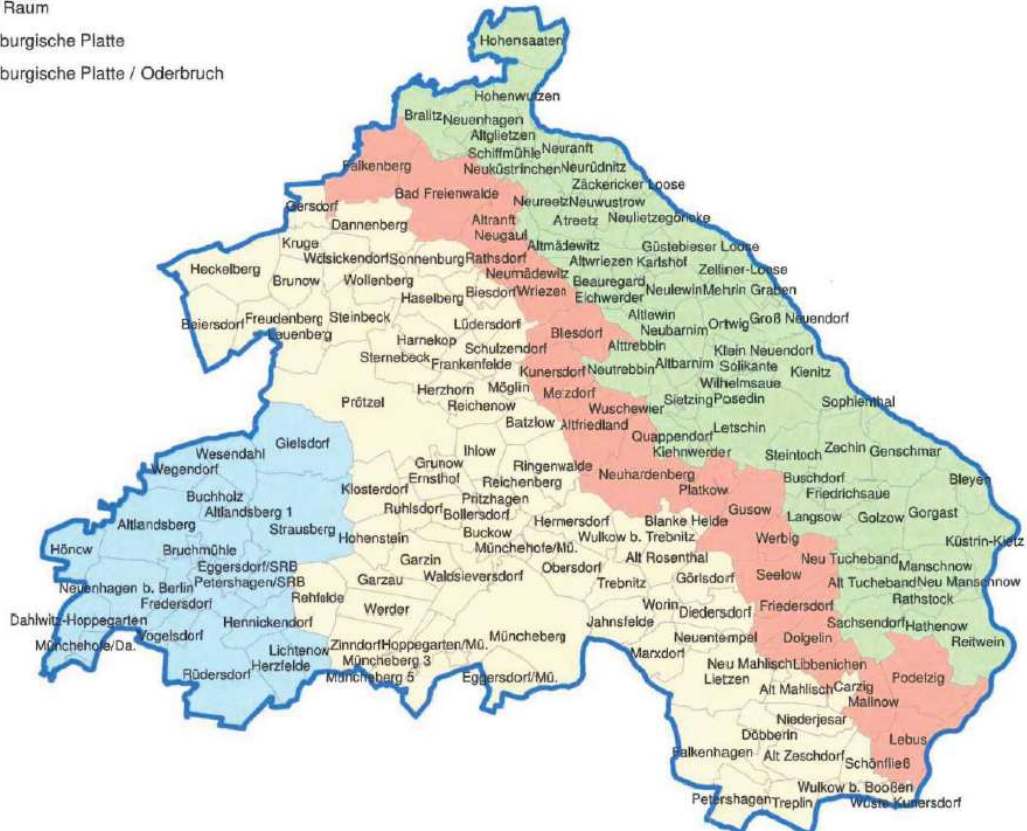 Raum
burgische Platte
burgische Platte / Oderbruch
Hohensaaten
Hohenwutzen
Bralitz
Neuenhagen
Altglietzen
Schiffmühle
Neuranft
Falkenberg
Neuküstrinchen
Neurüdnitz
Zäckericker Loose
Bad Freienwalde
Neureetz
Neuwustrow
Gersdorf
Altranft
Atreetz
Neulietzegöricke
Dannenberg
Neugaul
Kruge
Altmädewitz
Güstebieser Loose
Wölsickendorf
Sonnenburg
Rathsdorf
Altwriezen
Karlshof
Heckelberg
Neumädewitz
Zelliner-Loose
Brunow
Wollenberg
Beauregard
Haselberg
Biesdorf
Wriezen
Eichwerder
Neulewin
Mehrin Graben
Beiersdorf
Freudenberg
Steinbeck
Altlewin
Groß Neuendorf
Leuenberg
Lüdersdorf
Bliesdorf
Neubarnim
Ortwig
Harnekop
Schulzendorf
Alttrebbin
Klein Neuendorf
Sternebeck
Frankenfelde
Kunersdorf
Neutrebbin
Altbarnim
Solikante
Kienitz
Herzhorn
Möglin
Metzdorf
Wilhelmsaue
Prötzel
Reichenow
Wuschewier
Sietzing
Posedin
Sophienthal
Batzlow
Altfriedland
Letschin
Gielsdorf
Quappendorf
Wesendahl
Ihlow
Kiehnwerder
Steintoch
Zechin
Genschmar
Wegendorf
Grunow
Ringenwalde
Neuhardenberg
Buschdorf
Bleyen
Ernsthof
Reichenberg
Klosterdorf
Platkow
Friedrichsaue
Buchholz
Pritzhagen
Altlandsberg 1
Ruhlsdorf
Bollersdorf
Gusow
Langsow
Golzow
Gorgast
Altlandsberg
Strausberg
Hermersdorf
Blanke Heide
Hohenstein
Buckow
Wulkow b. Trebnitz
Werbig
Küstrin-Kietz
Hönow
Bruchmühle
Münchehofe/Mü.
Alt Rosenthal
Neu Tucheband
Manschnow
Eggersdorf/SRB
Garzin
Obersdorf
Petershagen/SRB
Garzau
Waldsieversdorf
Trebnitz
Görlsdorf
Seelow
Alt Tucheband
Neu Manschnow
Neuenhagen b. Berlin
Rehfelde
Rathstock
Fredersdorf
Werder
Worin
Diedersdorf
Friedersdorf
Dahlwitz-Hoppegarten
Hennickendorf
Jahnsfelde
Sachsendorf
Hathenow
Vogelsdorf
Müncheberg
Neuentempel
Dolgelin
Reitwein
Münchehofe/Da.
Lichtenow
Zinndorf
Hoppegarten/Mü.
Marxdorf
Herzfelde
Müncheberg 3
Neu Mahlisch
Libbenichen
Rüdersdorf
Müncheberg 5
Eggersdorf/Mü.
Lietzen
Podelzig
Alt Mahlisch
Carzig
Mallnow
Niederjesar
Döbberin
Lebus
Falkenhagen
Alt Zeschdorf
Schönfließ
Wulkow b. Booßen
Petershagen
Treplin
Wüste Kunersdorf